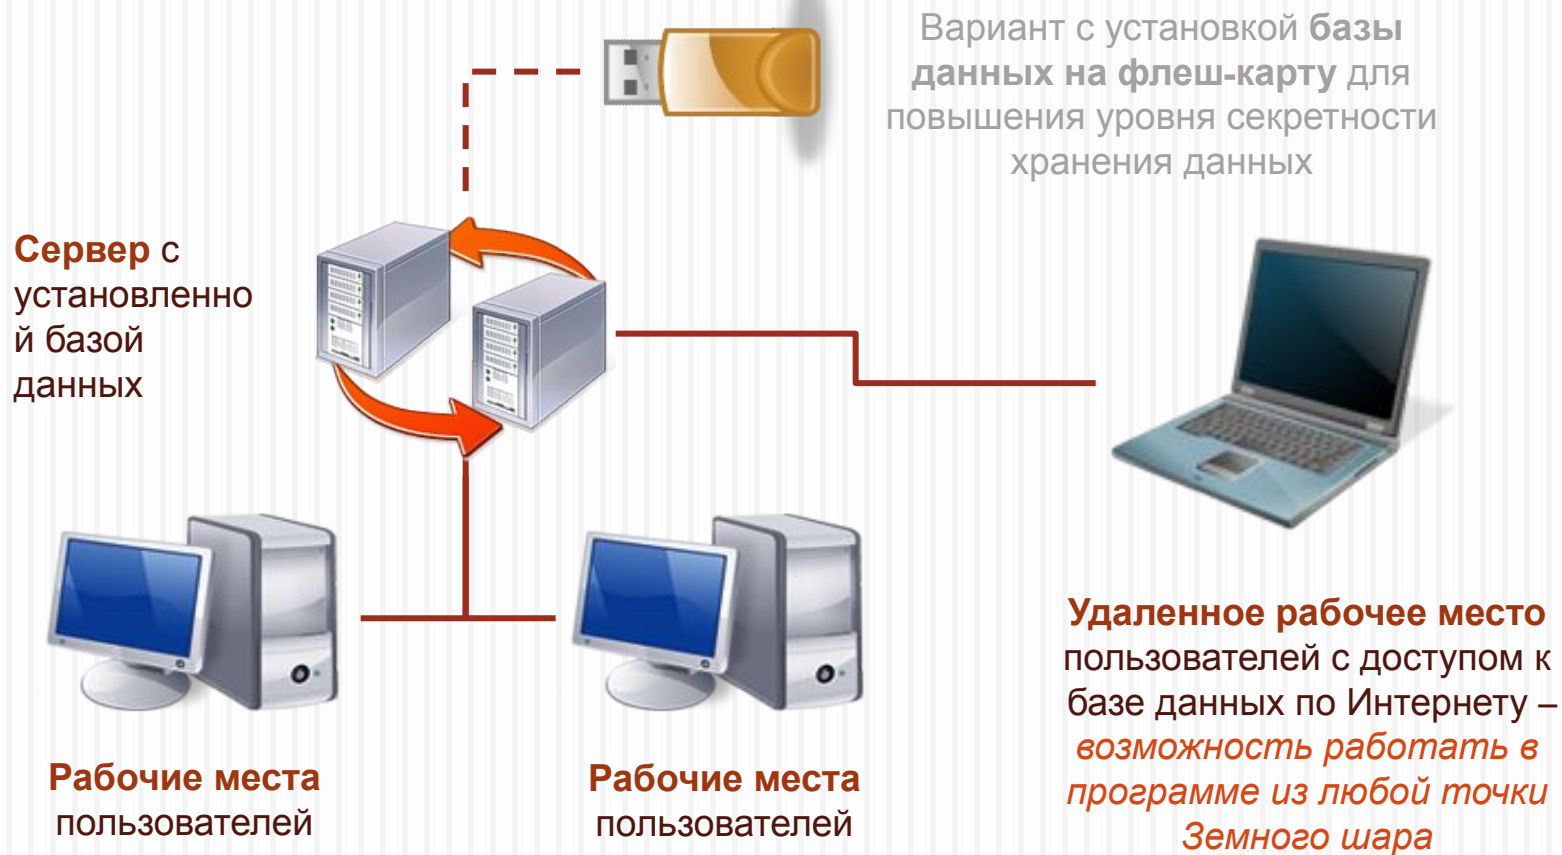 Вариант с установкой базы
данных на флеш-карту для
повышения уровня секретности
хранения данных
Сервер с
установленно
й базой
данных
Рабочие места
пользователей
Рабочие места
пользователей
Удаленное рабочее место
пользователей с доступом к
базе данных по Интернету –
возможность работать в
программе из любой точки
Земного шара